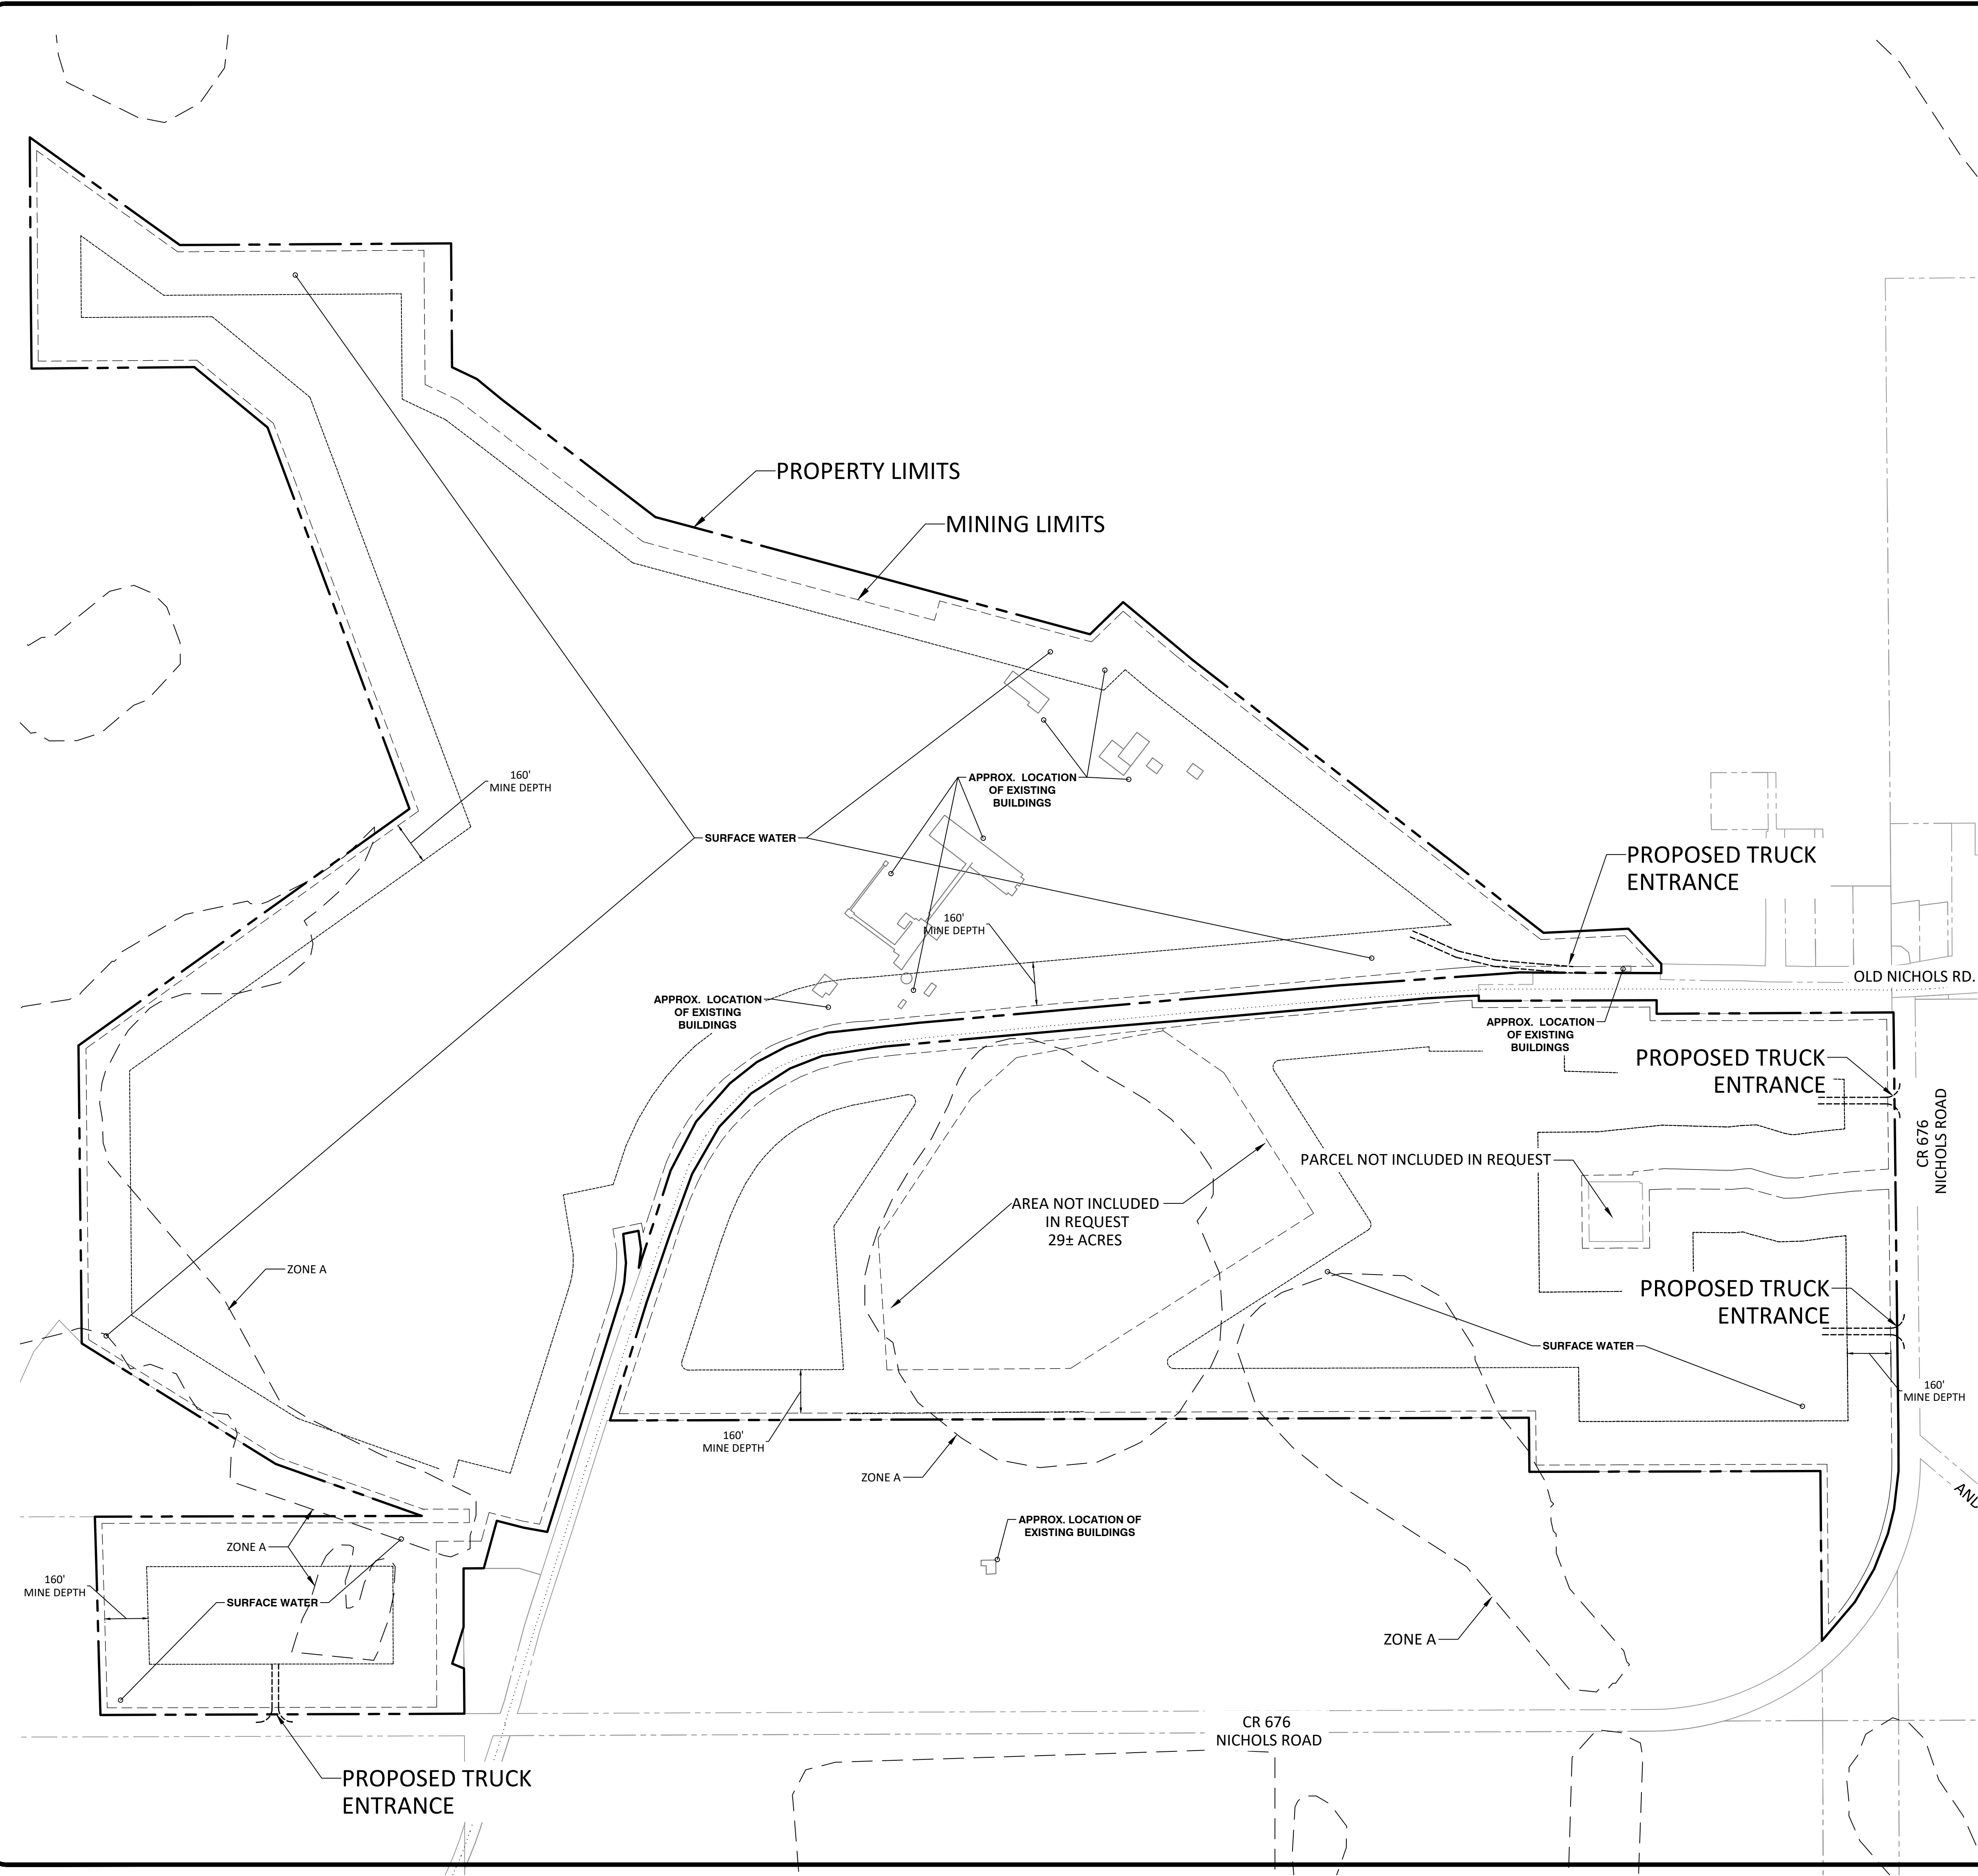 PROPERTY LIMITS
MINING LIMITS
160'
MINE DEPTH
APPROX. LOCATION
OF EXISTING
BUILDINGS
SURFACE WATER
PROPOSED TRUCK
ENTRANCE
160'
MINE DEPTH
OLD NICHOLS RD.
APPROX. LOCATION
OF EXISTING
BUILDINGS
APPROX. LOCATION
OF EXISTING
BUILDINGS
PROPOSED TRUCK
ENTRANCE
CR 676
NICHOLS ROAD
PARCEL NOT INCLUDED IN REQUEST
AREA NOT INCLUDED
IN REQUEST
29± ACRES
ZONE A
PROPOSED TRUCK
ENTRANCE
SURFACE WATER
160'
MINE DEPTH
160'
MINE DEPTH
ZONE A
AND
APPROX. LOCATION OF
EXISTING BUILDINGS
ZONE A
160'
MINE DEPTH
SURFACE WATER
ZONE A
CR 676
NICHOLS ROAD
PROPOSED TRUCK
ENTRANCE